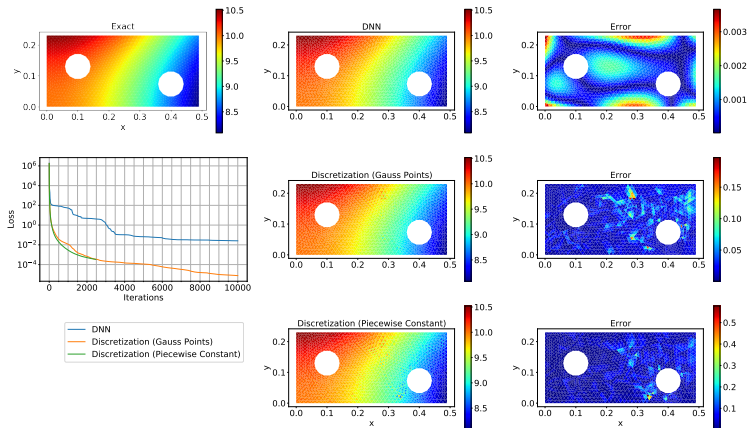 Exact
DNN
Error
10.5
10.0
9.5
9.0
8.5
10.5
10.0
9.5
9.0
8.5
0.003
0.002
0.001
0.2
0.1
0.0
y
0.0 0.1 0.2 0.3 0.4 0.5
x
0.2
0.1
0.0
y
0.0 0.1 0.2 0.3 0.4 0.5
0.2
0.1
0.0
y
0.0 0.1 0.2 0.3 0.4 0.5
10⁶
10⁴
10²
10⁰
10⁻²
10⁻⁴
Loss
0 2000 4000 6000 8000 10000
Iterations
Discretization (Gauss Points)
Error
0.2
0.1
0.0
y
0.0 0.1 0.2 0.3 0.4 0.5
10.5
10.0
9.5
9.0
8.5
0.2
0.1
0.0
y
0.0 0.1 0.2 0.3 0.4 0.5
0.15
0.10
0.05
DNN
Discretization (Gauss Points)
Discretization (Piecewise Constant)
Discretization (Piecewise Constant)
Error
0.2
0.1
0.0
y
0.0 0.1 0.2 0.3 0.4 0.5
x
10.5
10.0
9.5
9.0
8.5
0.2
0.1
0.0
y
0.0 0.1 0.2 0.3 0.4 0.5
x
0.5
0.4
0.3
0.2
0.1